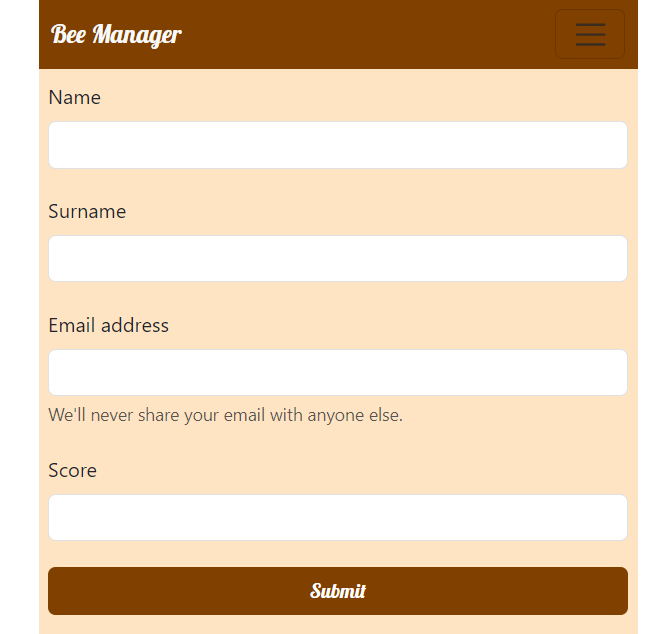 Bee Manager
Name
Surname
Email address
We'll never share your email with anyone else.
Score
Submit